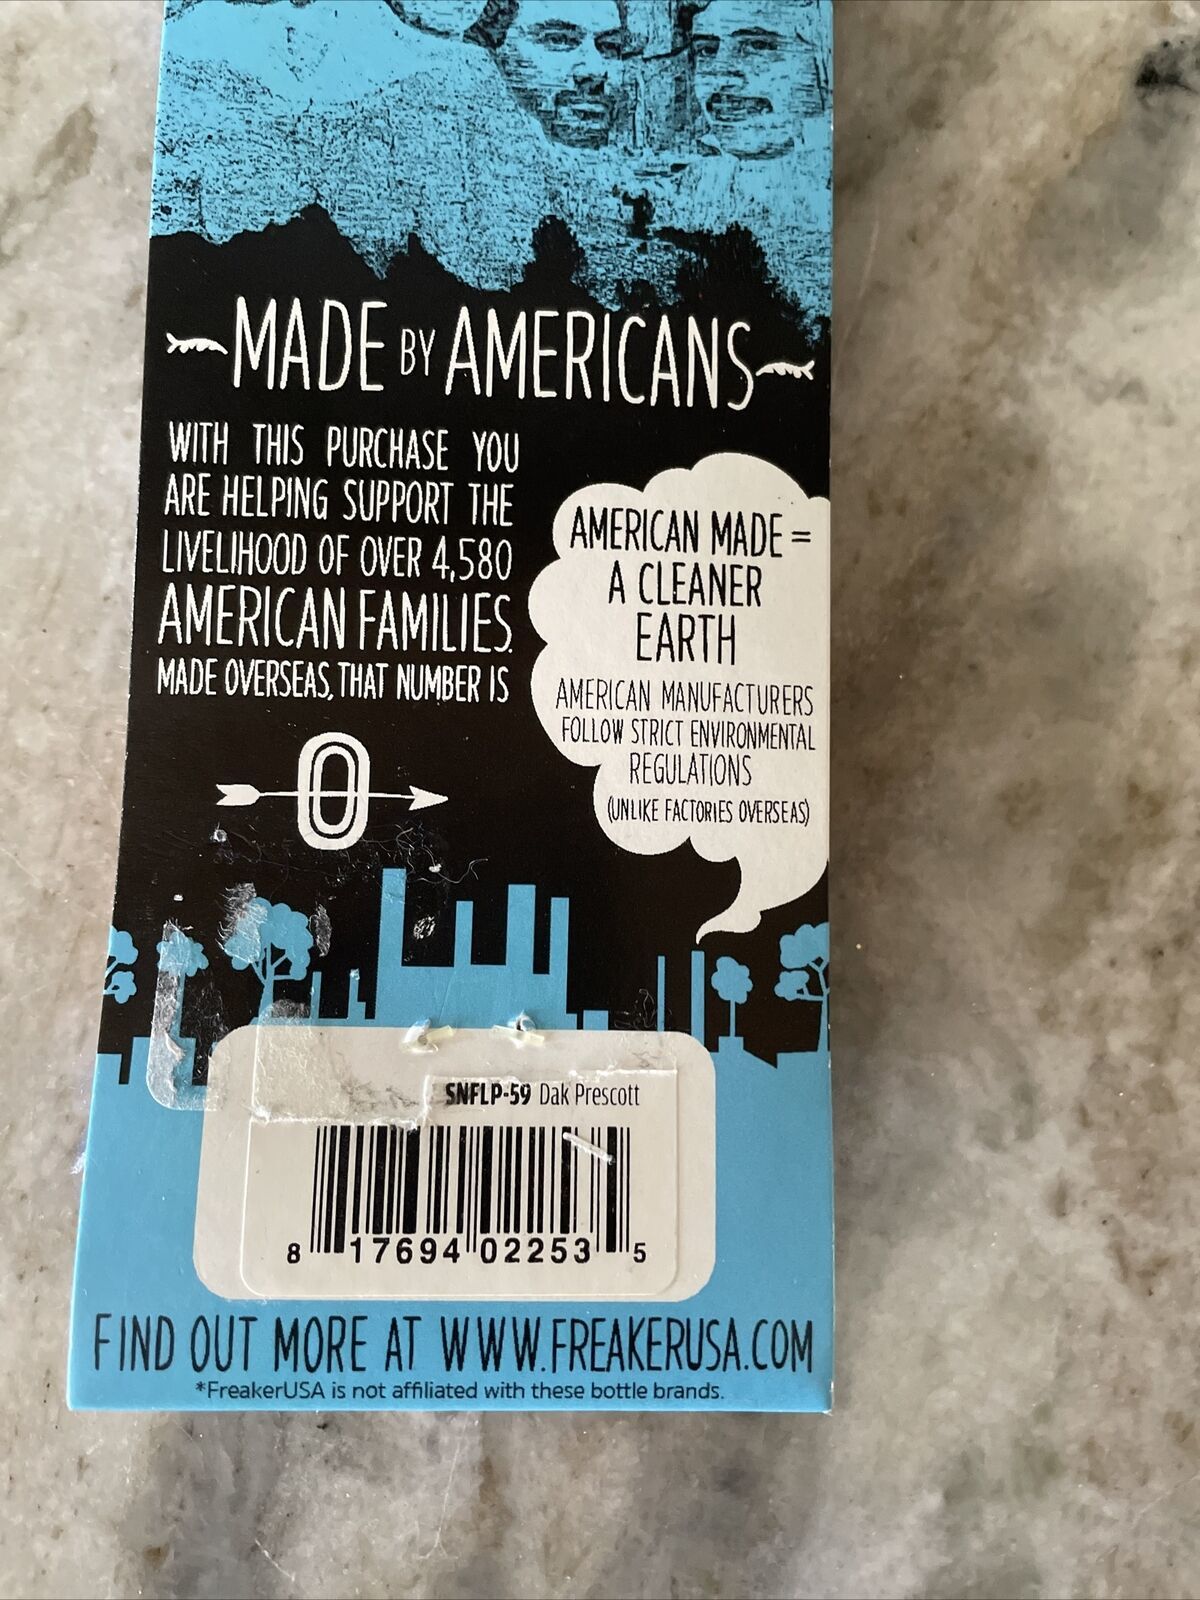 MADE BY AMERICANS
WITH THIS PURCHASE YOU
ARE HELPING SUPPORT THE
LIVELIHOOD OF OVER 4,580
AMERICAN FAMILIES.
MADE OVERSEAS, THAT NUMBER IS
0
AMERICAN MADE =
A CLEANER
EARTH
AMERICAN MANUFACTURERS
FOLLOW STRICT ENVIRONMENTAL
REGULATIONS
(UNLIKE FACTORIES OVERSEAS)
SNFLP-59 Dak Prescott
8 17694 02253 5
FIND OUT MORE AT WWW.FREAKERUSA.COM
*FreakerUSA is not affiliated with these bottle brands.